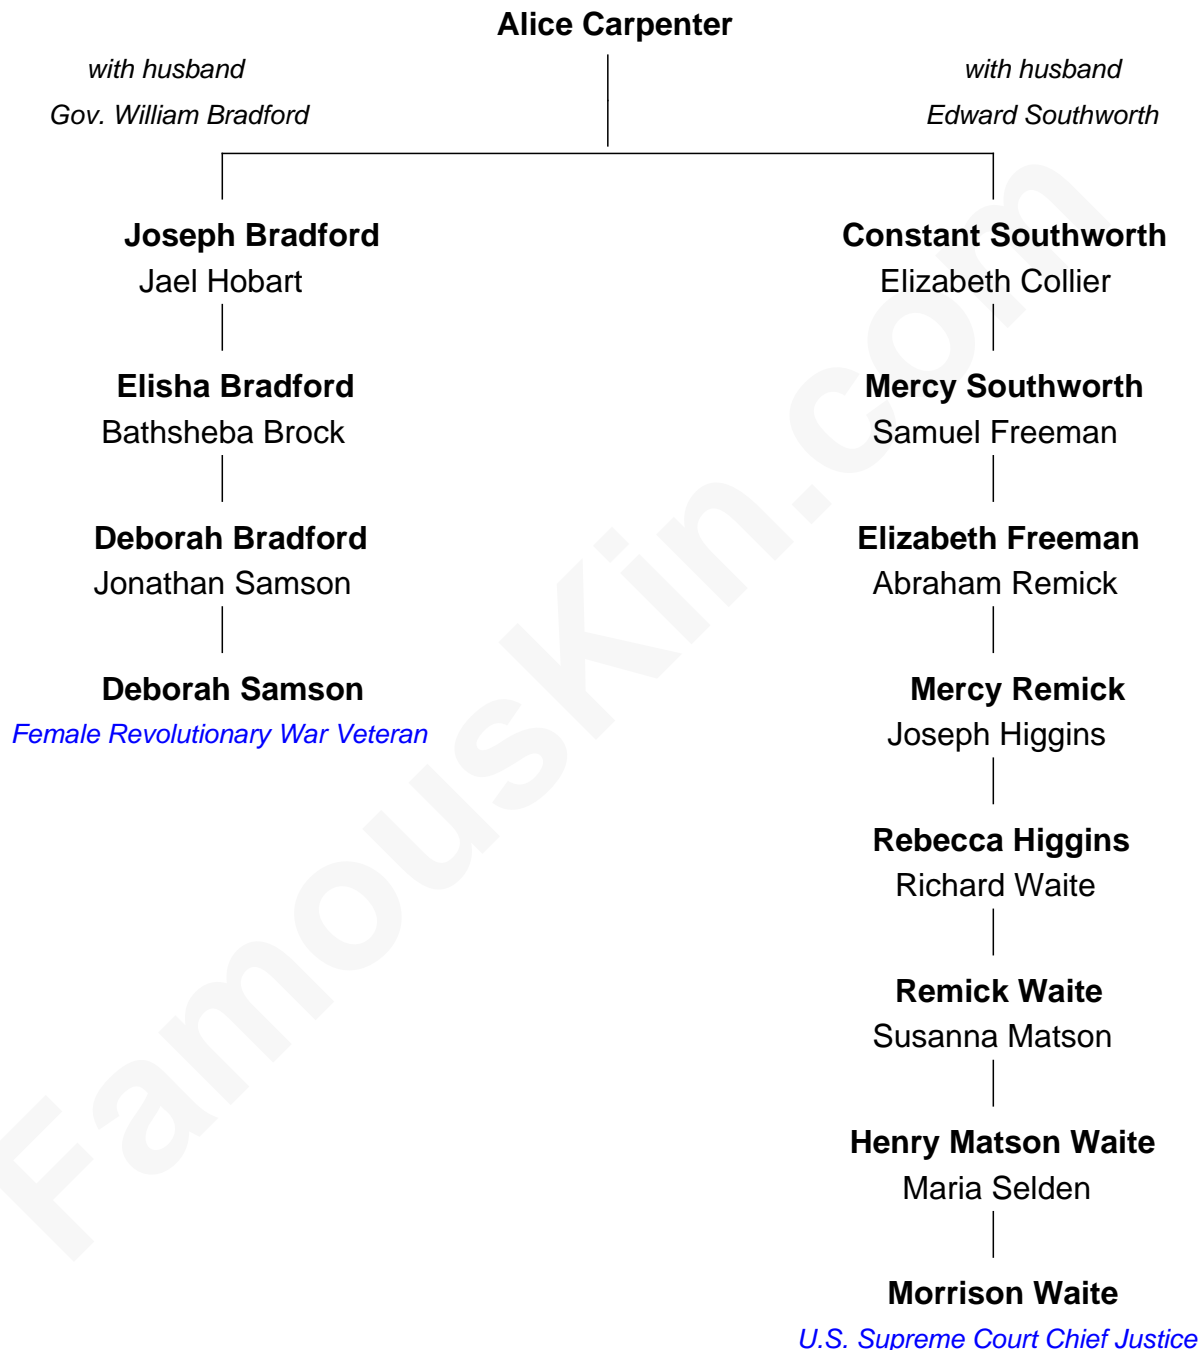 Alice Carpenter
with husband
Gov. William Bradford
with husband
Edward Southworth
Joseph Bradford
Jael Hobart
Constant Southworth
Elizabeth Collier
Elisha Bradford
Bathsheba Brock
Mercy Southworth
Samuel Freeman
Deborah Bradford
Jonathan Samson
Elizabeth Freeman
Abraham Remick
Deborah Samson
Female Revolutionary War Veteran
Mercy Remick
Joseph Higgins
Rebecca Higgins
Richard Waite
Remick Waite
Susanna Matson
Henry Matson Waite
Maria Selden
Morrison Waite
U.S. Supreme Court Chief Justice
FamousKin.com